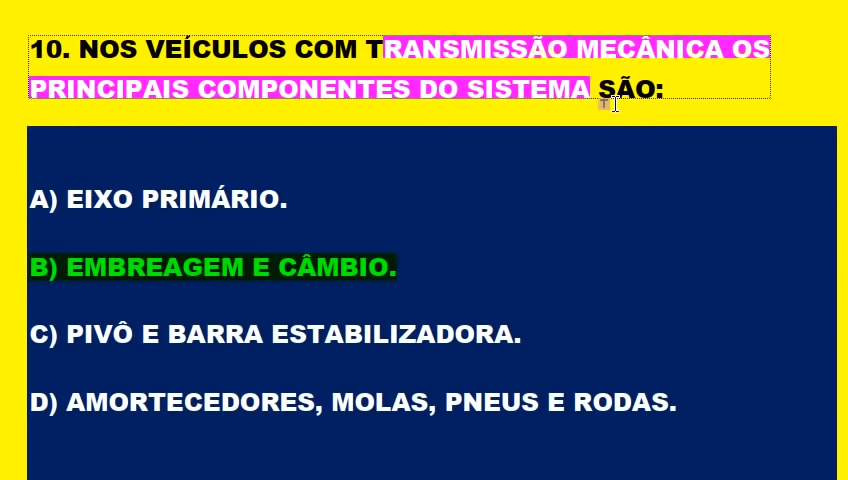 10. NOS VEÍCULOS COM TRANSMISSÃO MECÂNICA OS
PRINCIPAIS COMPONENTES DO SISTEMA SÃO:
A) EIXO PRIMÁRIO.
B) EMBREAGEM E CÂMBIO.
C) PIVÔ E BARRA ESTABILIZADORA.
D) AMORTECEDORES, MOLAS, PNEUS E RODAS.